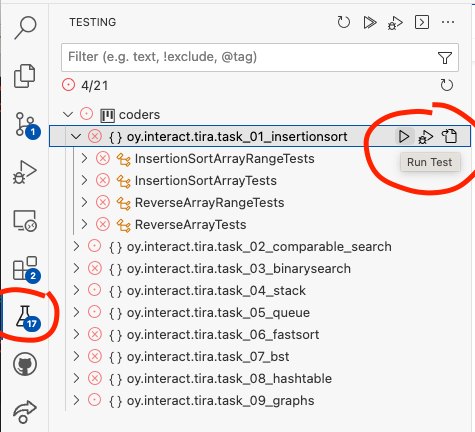 TESTING
Filter (e.g. text, !exclude, @tag)
4/21
coders
{ } oy.interact.tira.task_01_insertionsort
Run Test
InsertionSortArrayRangeTests
InsertionSortArrayTests
ReverseArrayRangeTests
ReverseArrayTests
{ } oy.interact.tira.task_02_comparable_search
{ } oy.interact.tira.task_03_binarysearch
{ } oy.interact.tira.task_04_stack
{ } oy.interact.tira.task_05_queue
{ } oy.interact.tira.task_06_fastsort
{ } oy.interact.tira.task_07_bst
{ } oy.interact.tira.task_08_hashtable
{ } oy.interact.tira.task_09_graphs
1
2
17